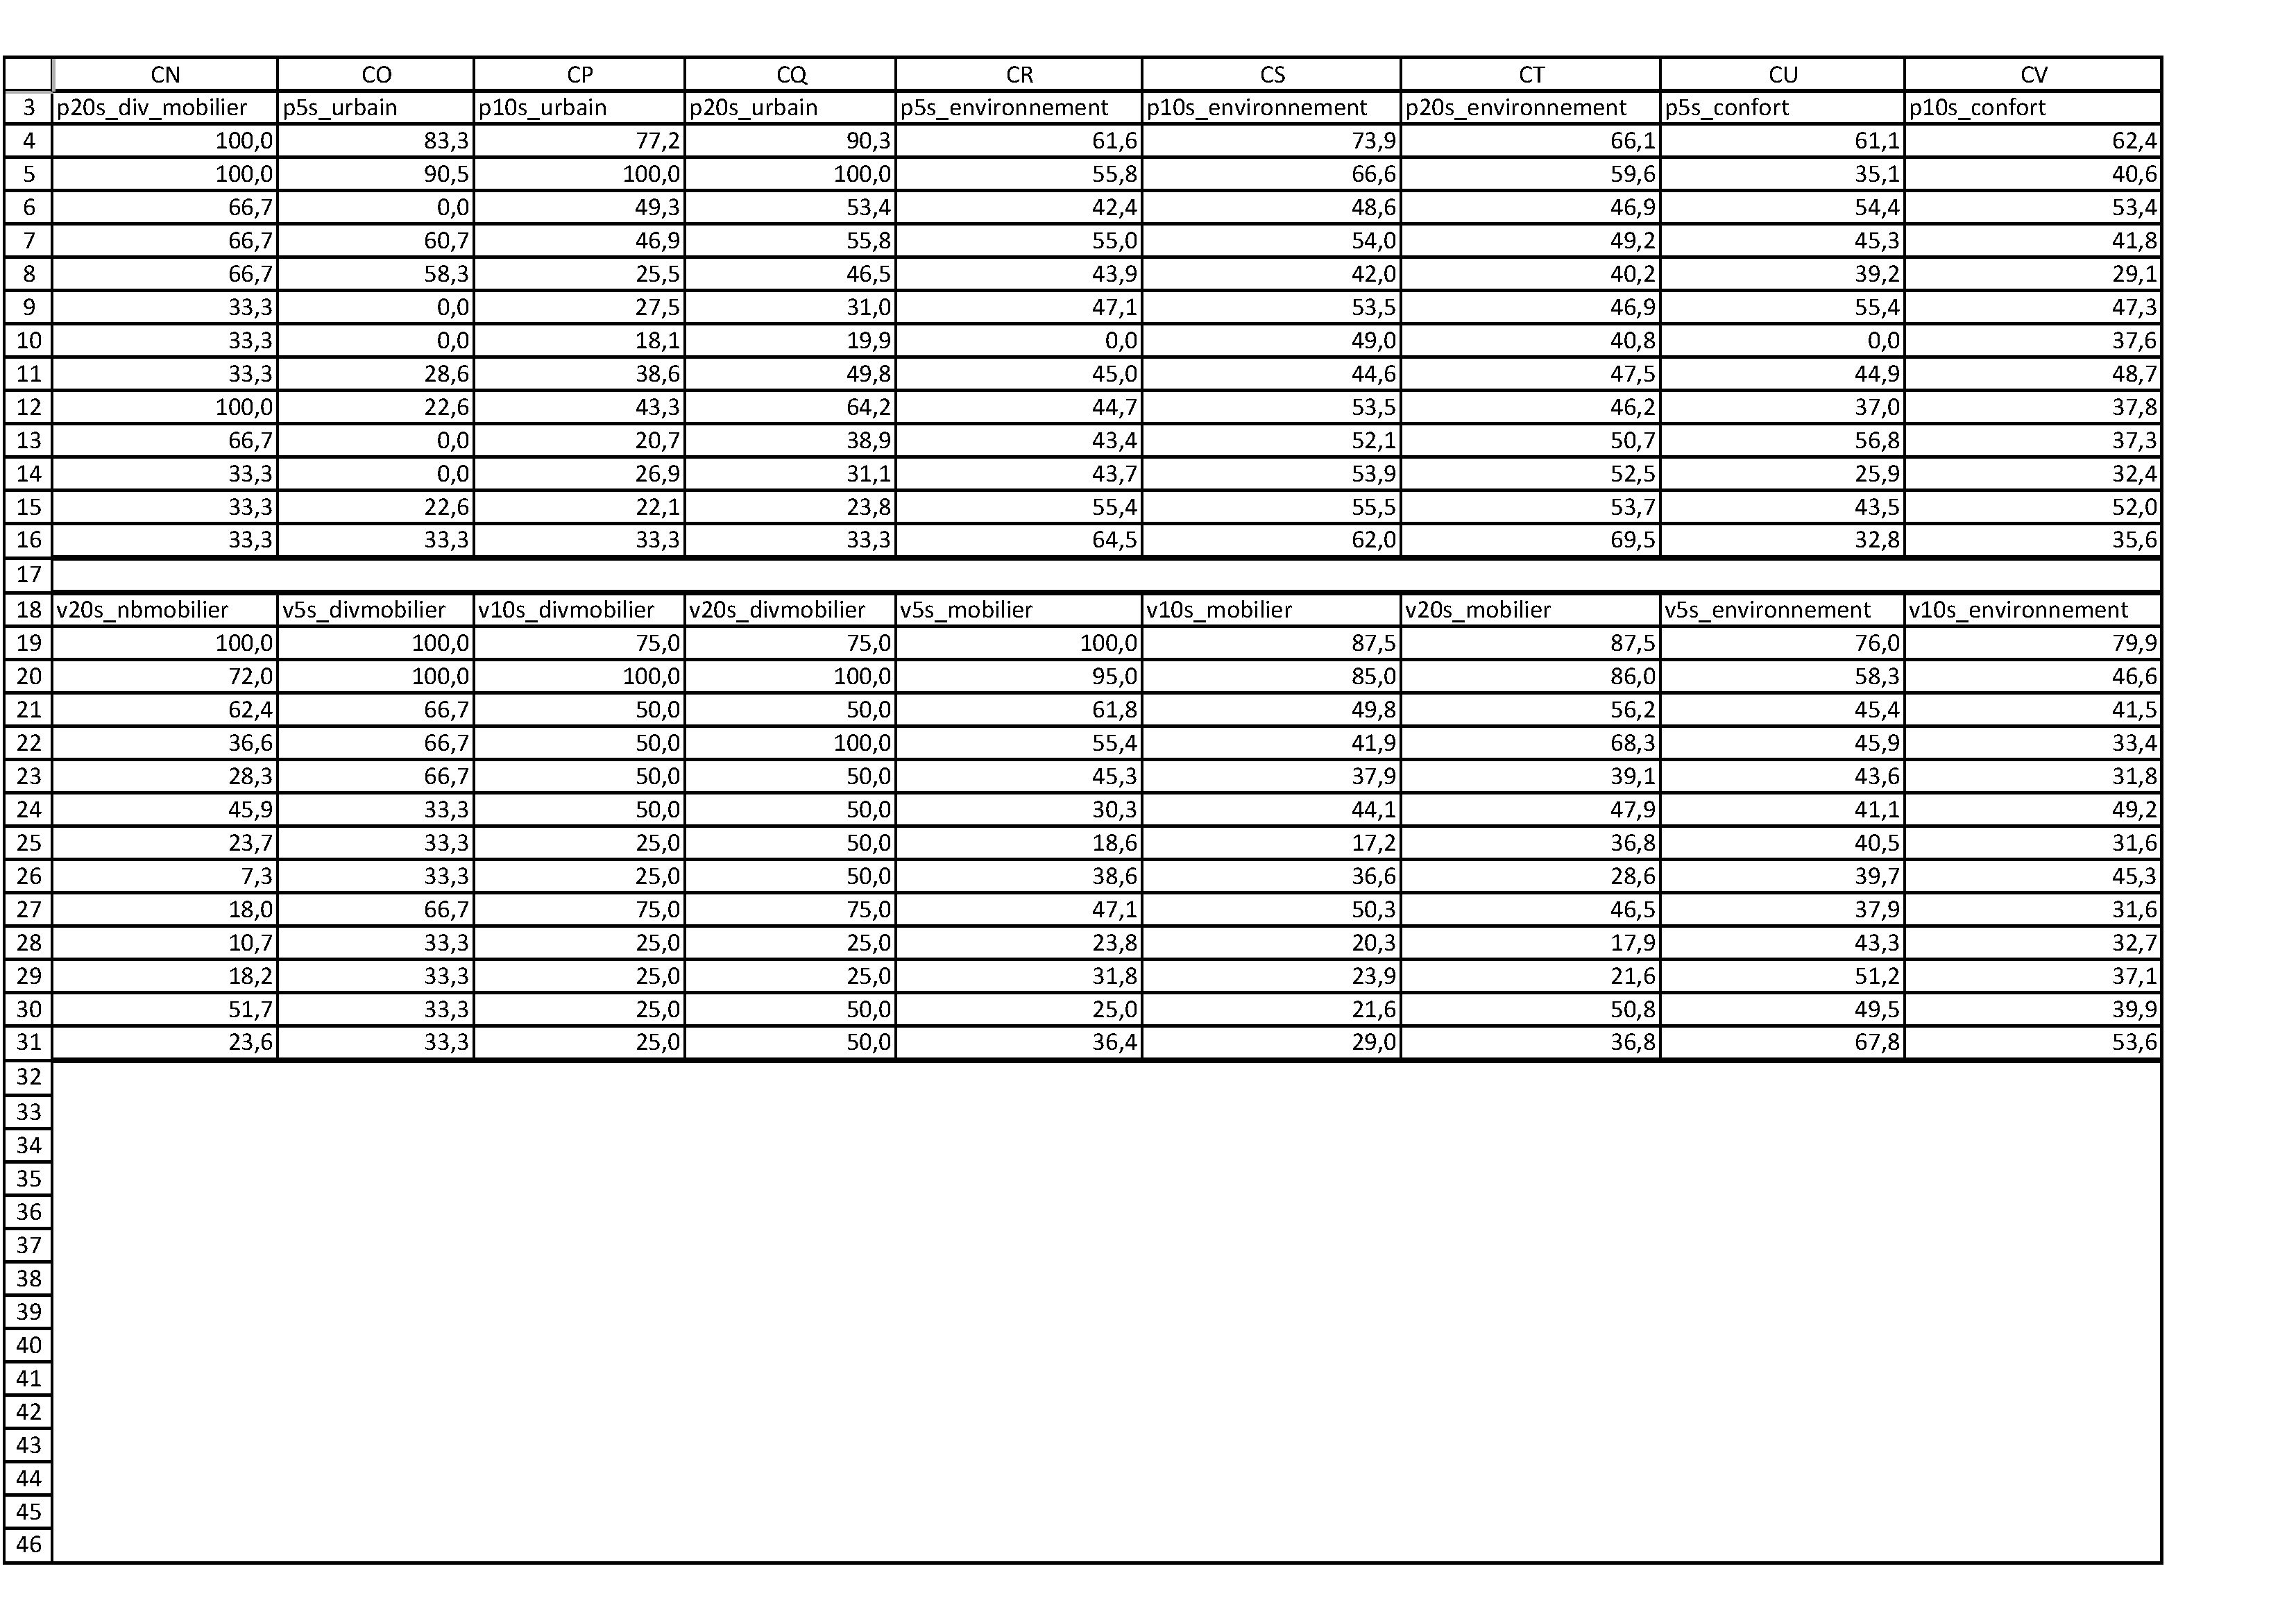 CN CO CP CQ CR CS CT CU CV
3 p20s_div_mobilier p5s_urbain p10s_urbain p20s_urbain p5s_environnement p10s_environnement p20s_environnement p5s_confort p10s_confort
4 100,0 83,3 77,2 90,3 61,6 73,9 66,1 61,1 62,4
5 100,0 90,5 100,0 100,0 55,8 66,6 59,6 35,1 40,6
6 66,7 0,0 49,3 53,4 42,4 48,6 46,9 54,4 53,4
7 66,7 60,7 46,9 55,8 55,0 54,0 49,2 45,3 41,8
8 66,7 58,3 25,5 46,5 43,9 42,0 40,2 39,2 29,1
9 33,3 0,0 27,5 31,0 47,1 53,5 46,9 55,4 47,3
10 33,3 0,0 18,1 19,9 0,0 49,0 40,8 0,0 37,6
11 33,3 28,6 38,6 49,8 45,0 44,6 47,5 44,9 48,7
12 100,0 22,6 43,3 64,2 44,7 53,5 46,2 37,0 37,8
13 66,7 0,0 20,7 38,9 43,4 52,1 50,7 56,8 37,3
14 33,3 0,0 26,9 31,1 43,7 53,9 52,5 25,9 32,4
15 33,3 22,6 22,1 23,8 55,4 55,5 53,7 43,5 52,0
16 33,3 33,3 33,3 33,3 64,5 62,0 69,5 32,8 35,6
17
18 v20s_nbmobilier v5s_divmobilier v10s_divmobilier v20s_divmobilier v5s_mobilier v10s_mobilier v20s_mobilier v5s_environnement v10s_environnement
19 100,0 100,0 75,0 75,0 100,0 87,5 87,5 76,0 79,9
20 72,0 100,0 100,0 100,0 95,0 85,0 86,0 58,3 46,6
21 62,4 66,7 50,0 50,0 61,8 49,8 56,2 45,4 41,5
22 36,6 66,7 50,0 100,0 55,4 41,9 68,3 45,9 33,4
23 28,3 66,7 50,0 50,0 45,3 37,9 39,1 43,6 31,8
24 45,9 33,3 50,0 50,0 30,3 44,1 47,9 41,1 49,2
25 23,7 33,3 25,0 50,0 18,6 17,2 36,8 40,5 31,6
26 7,3 33,3 25,0 50,0 38,6 36,6 28,6 39,7 45,3
27 18,0 66,7 75,0 75,0 47,1 50,3 46,5 37,9 31,6
28 10,7 33,3 25,0 25,0 23,8 20,3 17,9 43,3 32,7
29 18,2 33,3 25,0 25,0 31,8 23,9 21,6 51,2 37,1
30 51,7 33,3 25,0 50,0 25,0 21,6 50,8 49,5 39,9
31 23,6 33,3 25,0 50,0 36,4 29,0 36,8 67,8 53,6
32
33
34
35
36
37
38
39
40
41
42
43
44
45
46